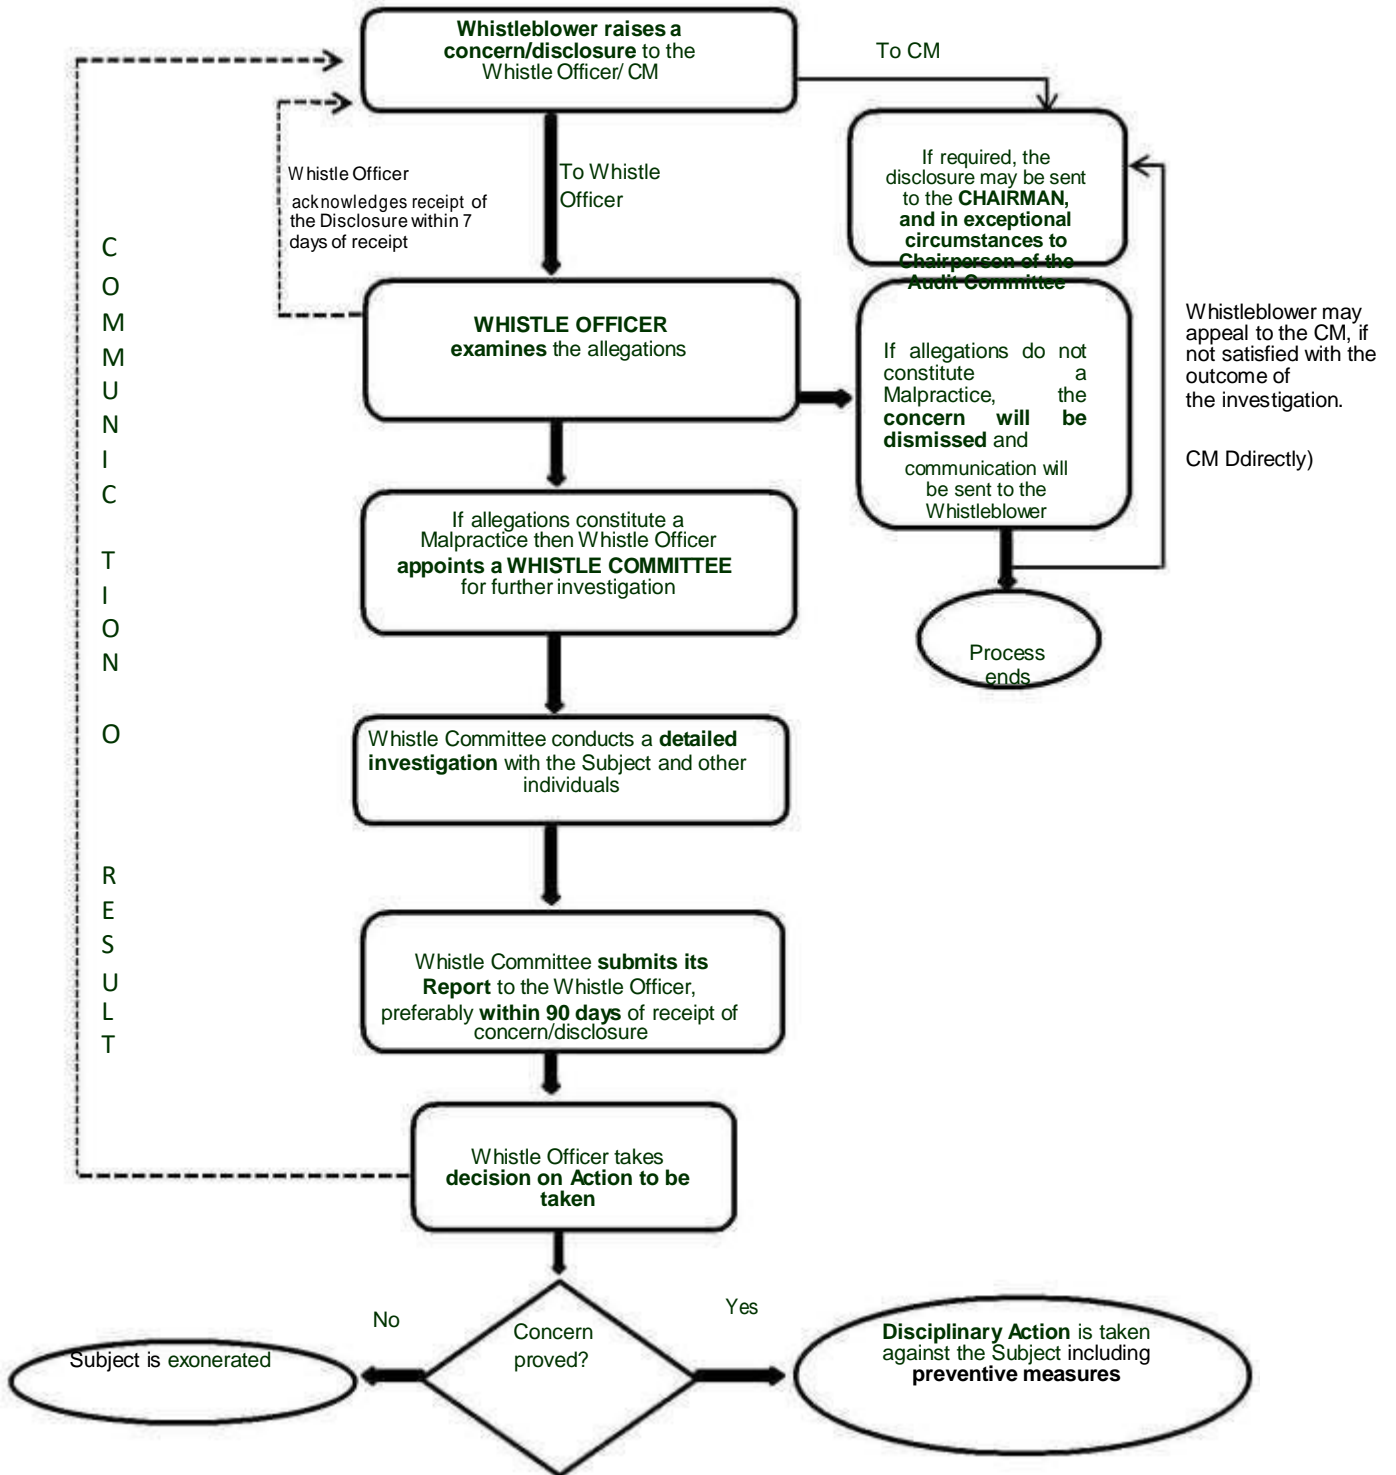 Whistleblower raises a
concern/disclosure to the
Whistle Officer/ CM
To CM
If required, the
disclosure may be sent
to the CHAIRMAN,
and in exceptional
circumstances to
Chairperson of the
Audit Committee
Whistle Officer
acknowledges receipt of
the Disclosure within 7
days of receipt
To Whistle
Officer
C
O
M
M
U
N
I
C
T
I
O
N
O
R
E
S
U
L
T
WHISTLE OFFICER
examines the allegations
If allegations do not
constitute a
Malpractice, the
concern will be
dismissed and
communication will
be sent to the
Whistleblower
Whistleblower may
appeal to the CM, if
not satisfied with the
outcome of
the investigation.
CM Ddirectly)
If allegations constitute a
Malpractice then Whistle Officer
appoints a WHISTLE COMMITTEE
for further investigation
Process
ends
Whistle Committee conducts a detailed
investigation with the Subject and other
individuals
Whistle Committee submits its
Report to the Whistle Officer,
preferably within 90 days of receipt of
concern/disclosure
Whistle Officer takes
decision on Action to be
taken
No
Concern
proved?
Yes
Subject is exonerated
Disciplinary Action is taken
against the Subject including
preventive measures